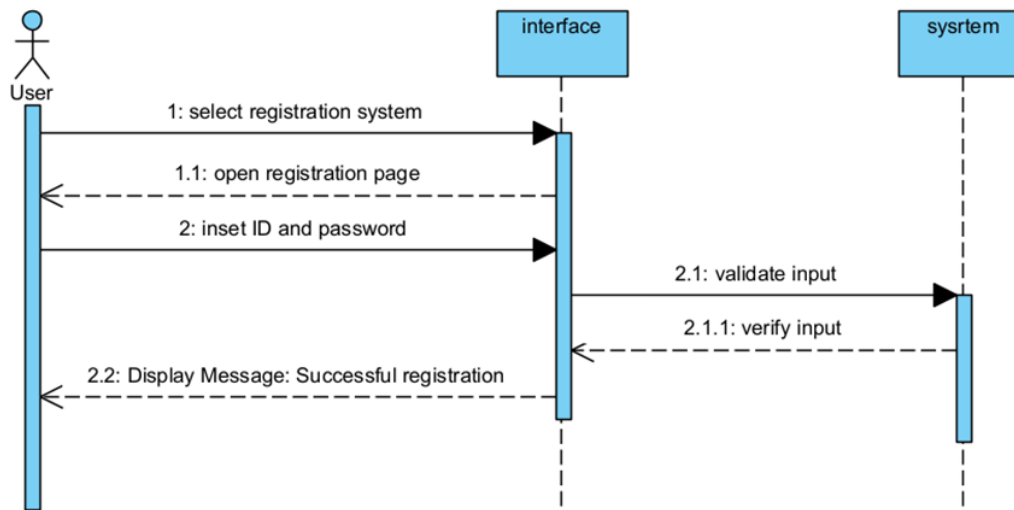 interface
sysrtem
User
1: select registration system
1.1: open registration page
2: inset ID and password
2.1: validate input
2.1.1: verify input
2.2: Display Message: Successful registration